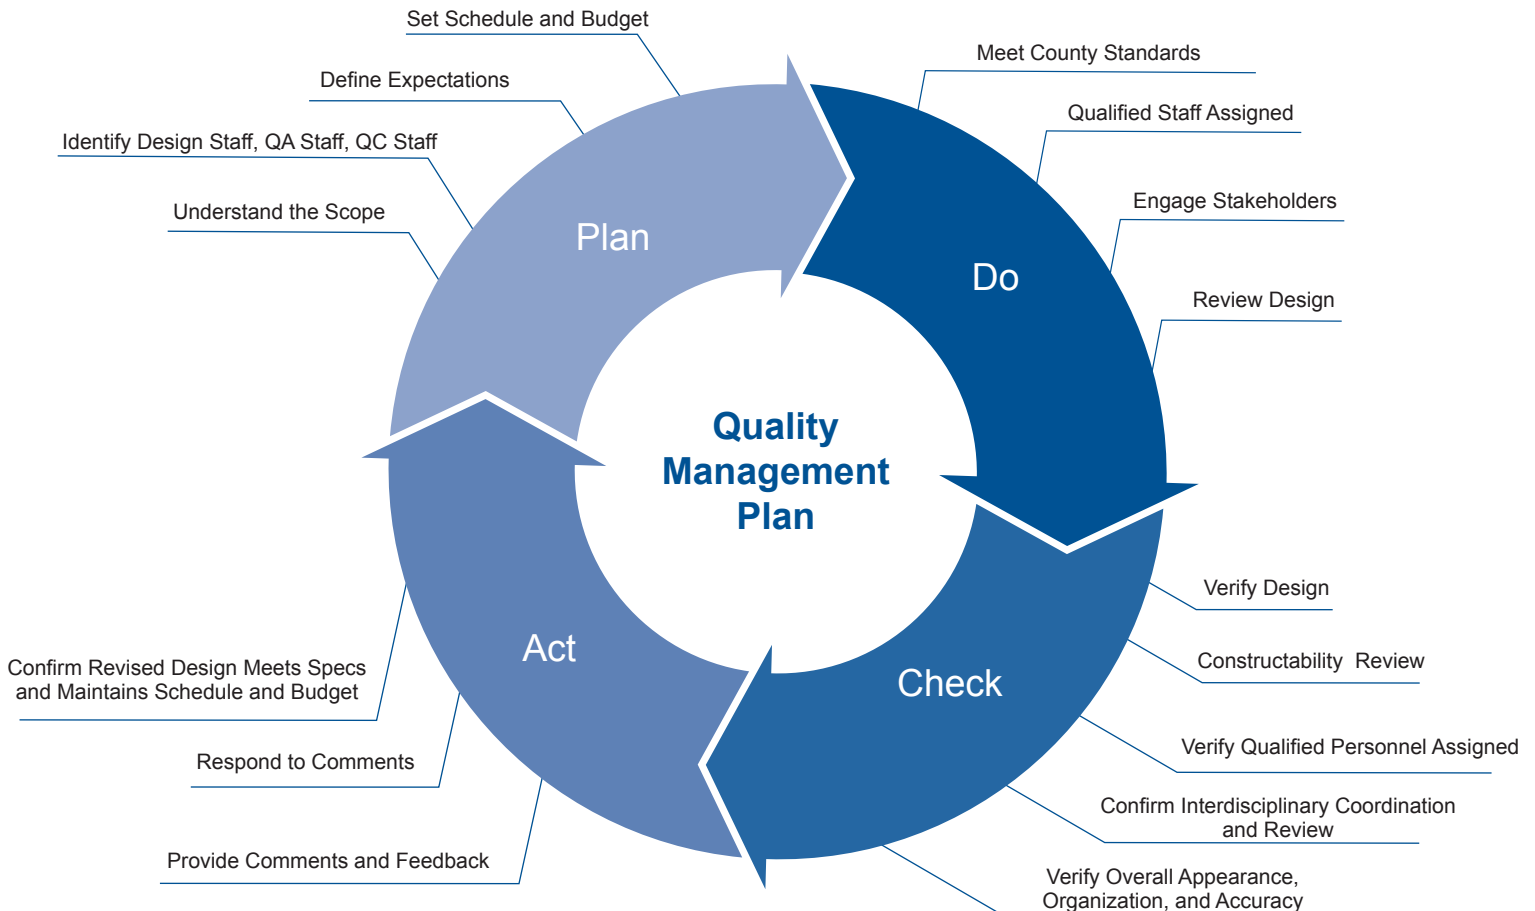 Set Schedule and Budget
Define Expectations
Identify Design Staff, QA Staff, QC Staff
Understand the Scope
Plan
Meet County Standards
Qualified Staff Assigned
Engage Stakeholders
Review Design
Do
Quality
Management
Plan
Verify Design
Constructability Review
Verify Qualified Personnel Assigned
Confirm Interdisciplinary Coordination
and Review
Verify Overall Appearance,
Organization, and Accuracy
Check
Act
Confirm Revised Design Meets Specs
and Maintains Schedule and Budget
Respond to Comments
Provide Comments and Feedback